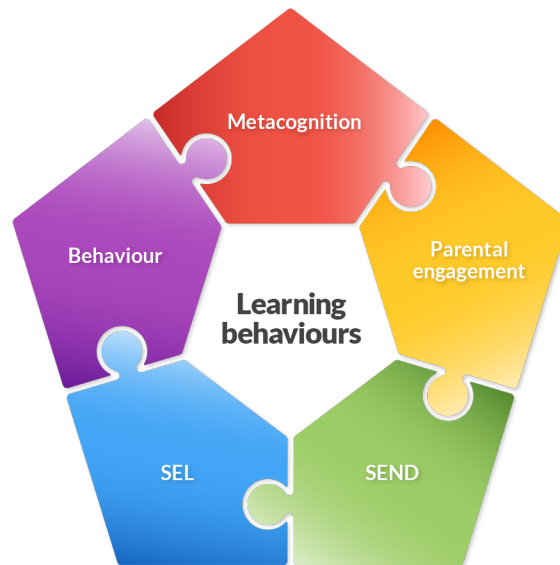 Metacognition
Parental
engagement
Behaviour
Learning
behaviours
SEL
SEND